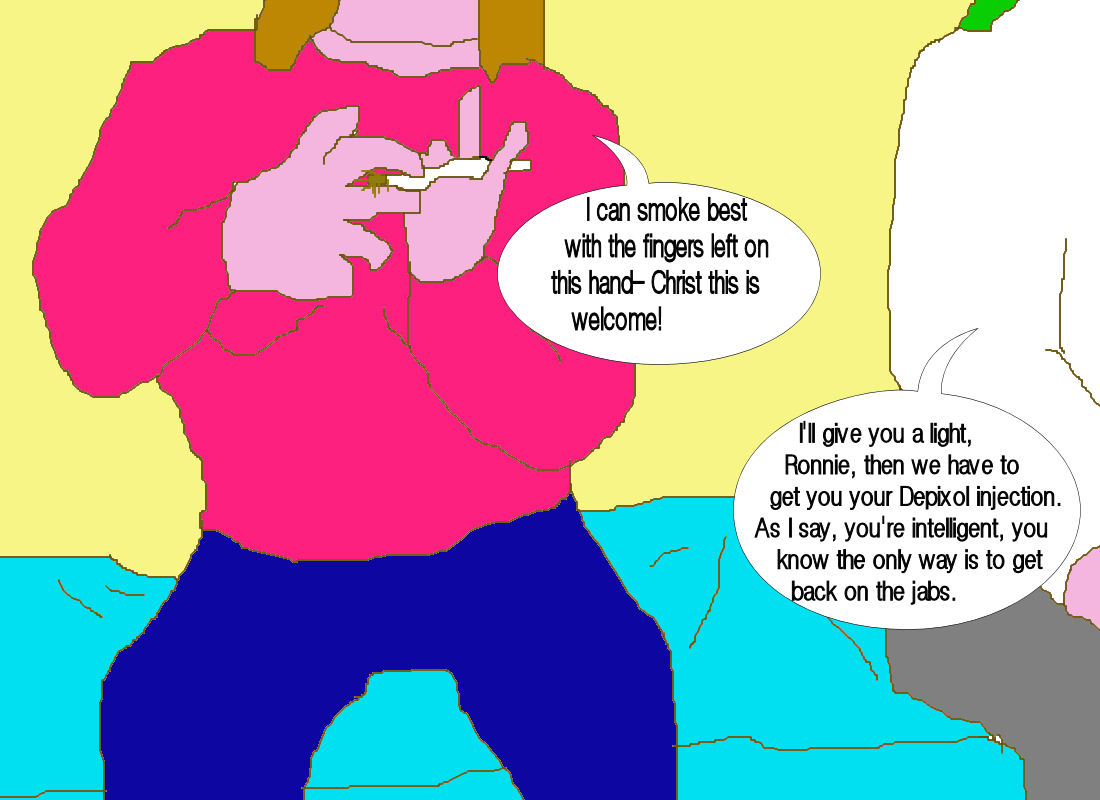 I can smoke best
with the fingers left on
this hand– Christ this is
welcome!
I'll give you a light,
Ronnie, then we have to
get you your Depixol injection.
As I say, you're intelligent, you
know the only way is to get
back on the jabs.